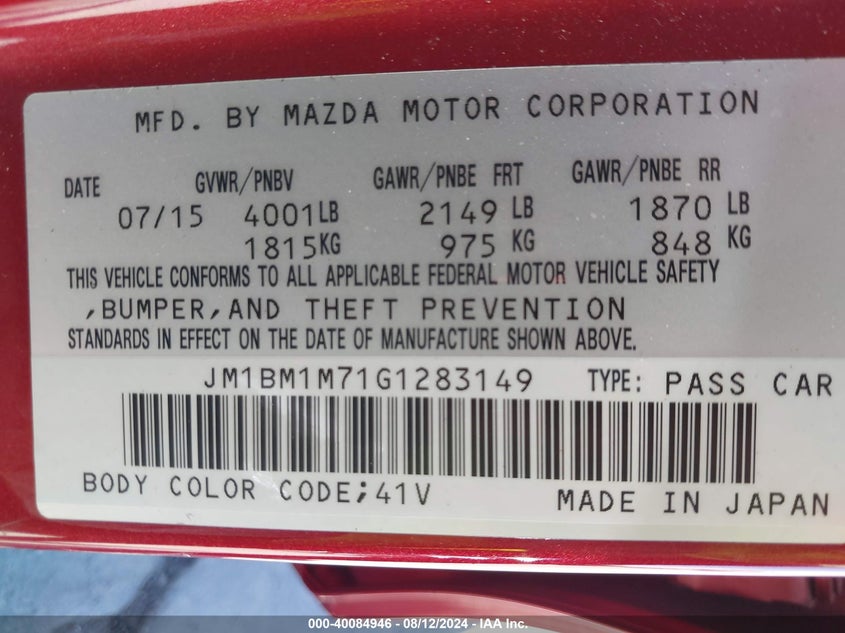 MFD. BY MAZDA MOTOR CORPORATION
DATE GVWR/PNBV GAWR/PNBE FRT GAWR/PNBE RR
07/15 4001LB 2149 LB 1870 LB
1815KG 975 KG 848 KG
THIS VEHICLE CONFORMS TO ALL APPLICABLE FEDERAL MOTOR VEHICLE SAFETY
,BUMPER,AND THEFT PREVENTION
STANDARDS IN EFFECT ON THE DATE OF MANUFACTURE SHOWN ABOVE.
JM1BM1M71G1283149 TYPE: PASS CAR
BODY COLOR CODE;41V MADE IN JAPAN
000-40084946 - 08/12/2024 - IAA Inc.